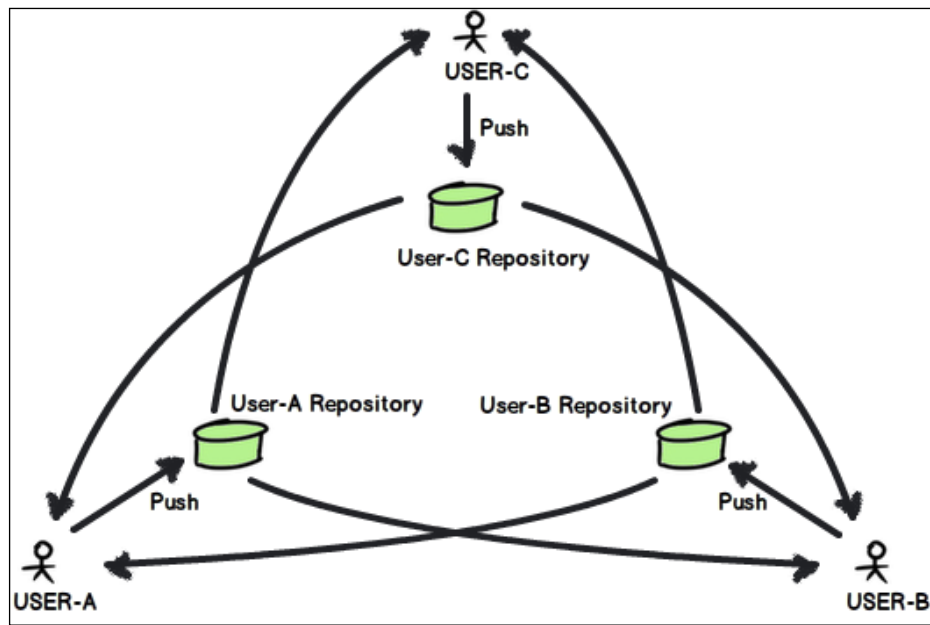 USER-C
Push
User-C Repository
User-A Repository
User-B Repository
Push
Push
USER-A
USER-B